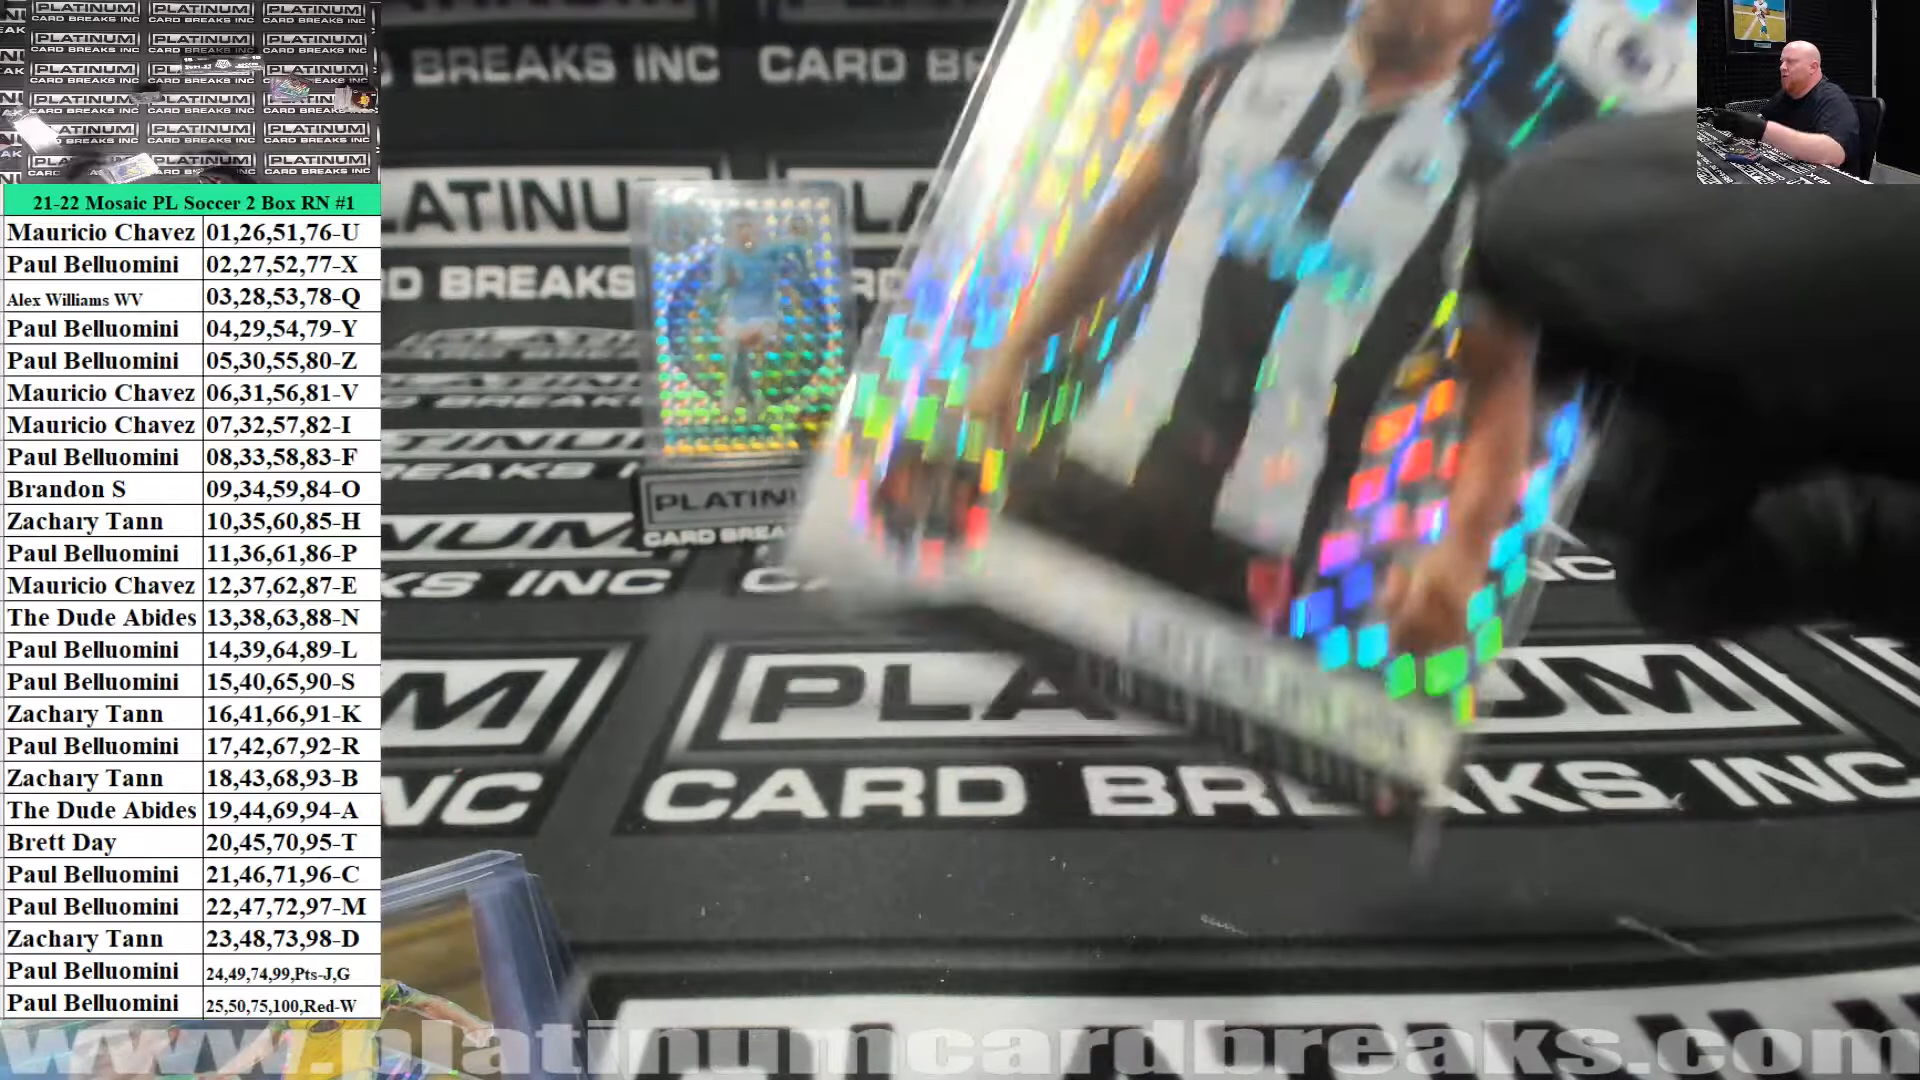 21-22 Mosaic PL Soccer 2 Box RN #1
Mauricio Chavez 01,26,51,76-U
Paul Belluomini 02,27,52,77-X
Alex Williams WV 03,28,53,78-Q
Paul Belluomini 04,29,54,79-Y
Paul Belluomini 05,30,55,80-Z
Mauricio Chavez 06,31,56,81-V
Mauricio Chavez 07,32,57,82-I
Paul Belluomini 08,33,58,83-F
Brandon S 09,34,59,84-O
Zachary Tann 10,35,60,85-H
Paul Belluomini 11,36,61,86-P
Mauricio Chavez 12,37,62,87-E
The Dude Abides 13,38,63,88-N
Paul Belluomini 14,39,64,89-L
Paul Belluomini 15,40,65,90-S
Zachary Tann 16,41,66,91-K
Paul Belluomini 17,42,67,92-R
Zachary Tann 18,43,68,93-B
The Dude Abides 19,44,69,94-A
Brett Day 20,45,70,95-T
Paul Belluomini 21,46,71,96-C
Paul Belluomini 22,47,72,97-M
Zachary Tann 23,48,73,98-D
Paul Belluomini 24,49,74,99,Pts-J,G
Paul Belluomini 25,50,75,100,Red-W
BREAKS INC CARD
PLATINUM
CARD BREAKS INC
www.platinumcardbreaks.com